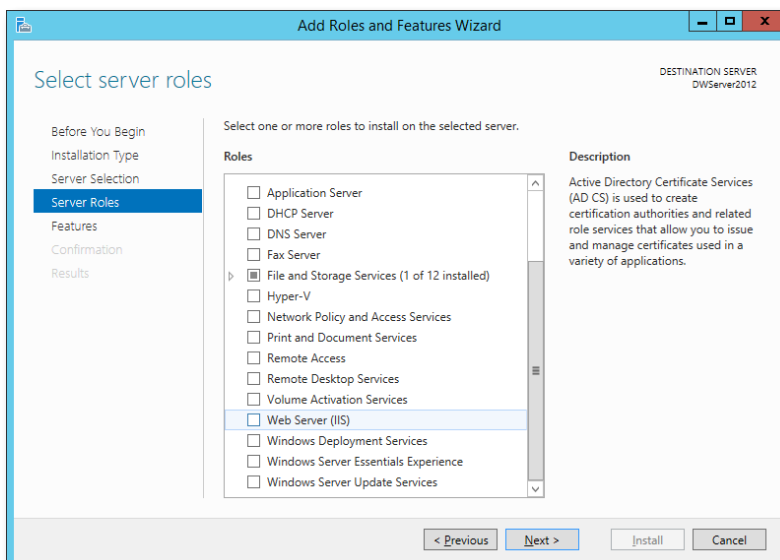 Add Roles and Features Wizard
Select server roles
DESTINATION SERVER
DWServer2012
Before You Begin
Installation Type
Server Selection
Server Roles
Features
Confirmation
Results
Select one or more roles to install on the selected server.
Roles
Application Server
DHCP Server
DNS Server
Fax Server
File and Storage Services (1 of 12 installed)
Hyper-V
Network Policy and Access Services
Print and Document Services
Remote Access
Remote Desktop Services
Volume Activation Services
Web Server (IIS)
Windows Deployment Services
Windows Server Essentials Experience
Windows Server Update Services
Description
Active Directory Certificate Services
(AD CS) is used to create
certification authorities and related
role services that allow you to issue
and manage certificates used in a
variety of applications.
< Previous
Next >
Install
Cancel